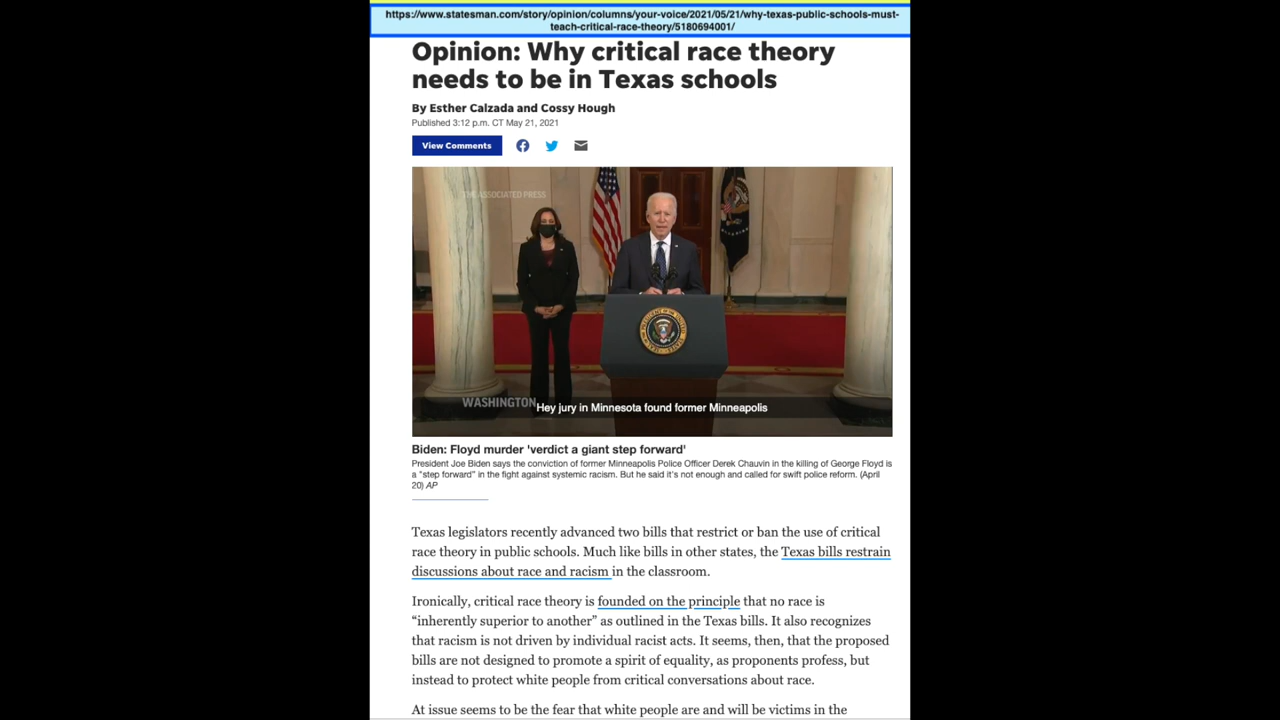 https://www.statesman.com/story/opinion/columns/your-voice/2021/05/21/why-texas-public-schools-must-
teach-critical-race-theory/5180694001/
Opinion: Why critical race theory
needs to be in Texas schools
By Esther Calzada and Cossy Hough
Published 3:12 p.m. CT May 21, 2021
View Comments
THE ASSOCIATED PRESS
WASHINGTON
Hey jury in Minnesota found former Minneapolis
Biden: Floyd murder 'verdict a giant step forward'
President Joe Biden says the conviction of former Minneapolis Police Officer Derek Chauvin in the killing of George Floyd is
a "step forward" in the fight against systemic racism. But he said it's not enough and called for swift police reform. (April
20) AP
Texas legislators recently advanced two bills that restrict or ban the use of critical
race theory in public schools. Much like bills in other states, the Texas bills restrain
discussions about race and racism in the classroom.
Ironically, critical race theory is founded on the principle that no race is
“inherently superior to another” as outlined in the Texas bills. It also recognizes
that racism is not driven by individual racist acts. It seems, then, that the proposed
bills are not designed to promote a spirit of equality, as proponents profess, but
instead to protect white people from critical conversations about race.
At issue seems to be the fear that white people are and will be victims in the